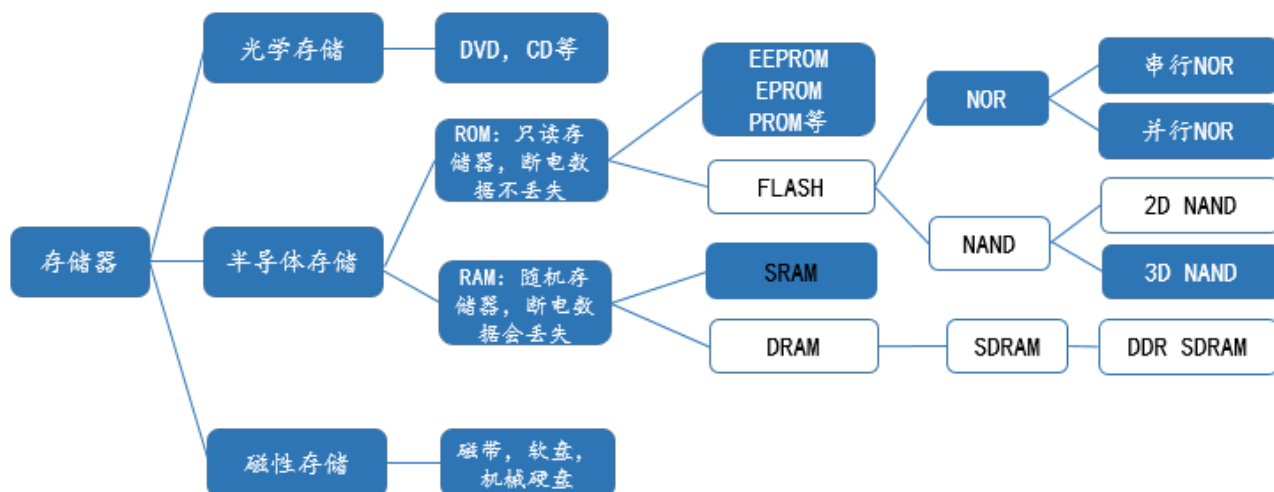 光学存储
DVD, CD等
EEPROM
EPROM
PROM等
NOR
串行NOR
并行NOR
ROM: 只读存
储器，断电数
据不丢失
FLASH
2D NAND
NAND
3D NAND
存储器
半导体存储
RAM: 随机存
储器，断电数
据会丢失
SRAM
DRAM
SDRAM
DDR SDRAM
磁性存储
磁带，软盘，
机械硬盘